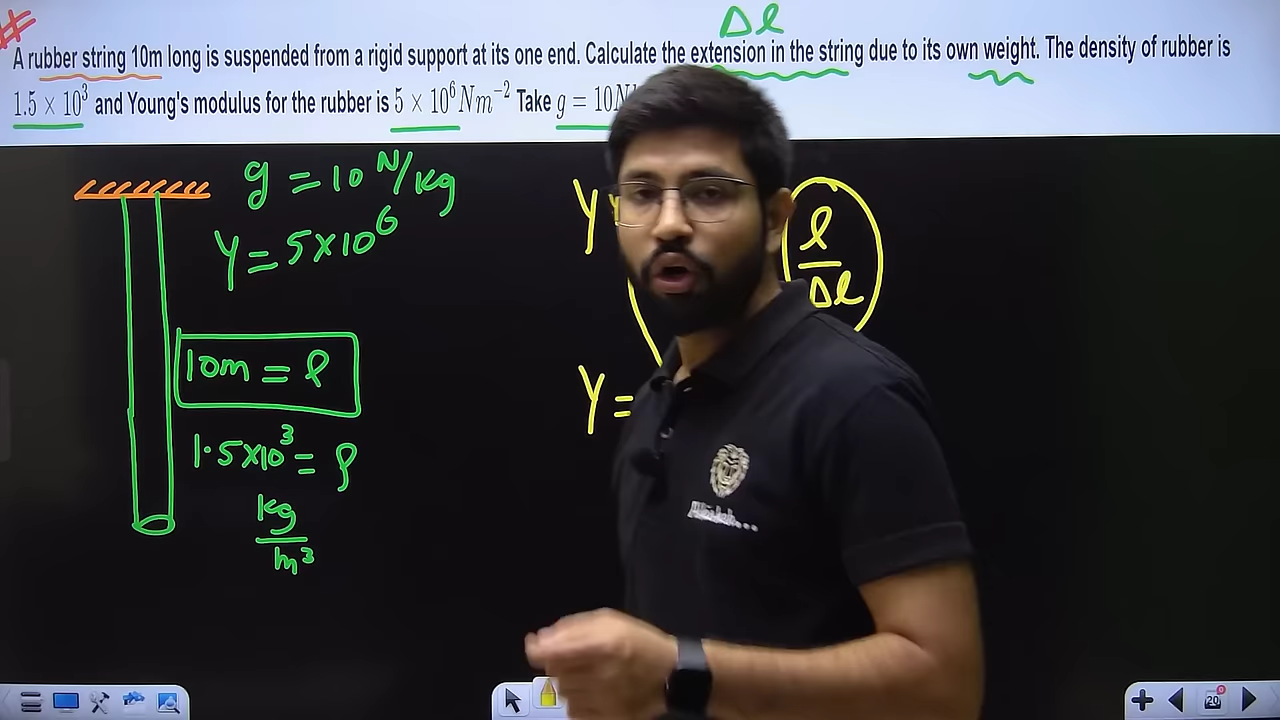 Δl
A rubber string 10m long is suspended from a rigid support at its one end. Calculate the extension in the string due to its own weight. The density of rubber is
1.5 × 10³ and Young's modulus for the rubber is 5 × 10⁶ Nm⁻² Take g = 10N
g = 10 N/kg
Y = 5×10⁶
10m = l
1.5×10³ = ρ
kg
m³
Y
l
Δl
Y =
20